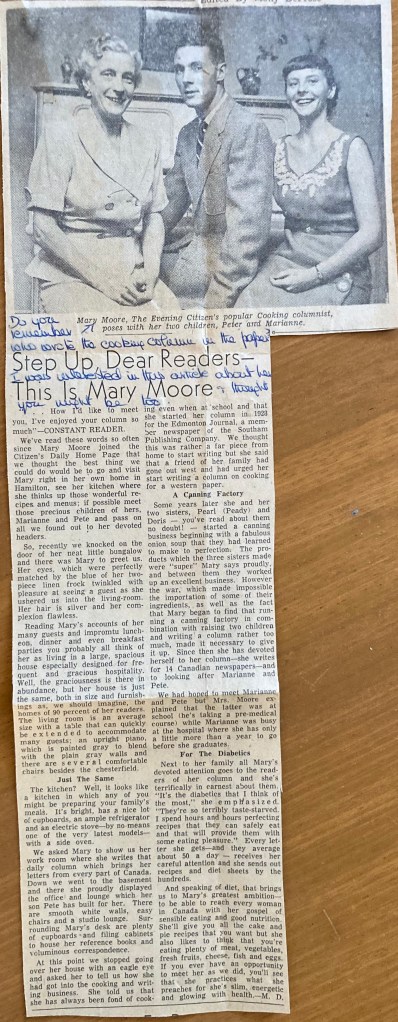 Mary Moore, The Evening Citizen's popular Cooking columnist,
poses with her two children, Peter and Marianne.
Do you
remember
who wrote the cooking column in the paper
Step Up, Dear Readers—
I was interested in this article about her
This Is Mary Moore
thought
you might be too.
. . . How I'd like to meet
you, I've enjoyed your column so
much"—CONSTANT READER.
We've read these words so often
since Mary Moore joined the
Citizen's Daily Home Page that
we thought the best thing we
could do would be to go and visit
Mary right in her own home in
Hamilton, see her kitchen where
she thinks up those wonderful re-
cipes and menus; if possible meet
those precious children of hers,
Marianne and Pete and pass on
all we found out to her devoted
headers.
So, recently we knocked on the
door of her neat little bungalow
and there was Mary to greet us.
Her eyes, which were perfectly
matched by the blue of her two-
piece linen frock twinkled with
pleasure at seeing a guest as she
ushered us into the living-room.
Her hair is silver and her com-
plexion flawless.
Reading Mary's accounts of her
many guests and impromptu lunch-
eon, dinner and even breakfast
parties you probably all think of
her as living in a large, spacious
house especially designed for fre-
quent and gracious hospitality.
Well, the graciousness is there in
abundance, but her house is just
the same, both in size and furnish-
ings as, we should imagine, the
homes of 90 percent of her readers.
The living room is an average
size with a table that can quickly
be extended to accommodate
many guests; an upright piano,
which is painted gray to blend
with the plain gray walls and
there are several comfortable
chairs besides the chesterfield.
Just The Same
The kitchen? Well, it looks like
a kitchen in which any of you
might be preparing your family's
meals. It's bright, has a nice lot
of cupboards, an ample refrigerator
and an electric stove—by no means
one of the very latest models—
with a side oven.
We asked Mary to show us her
work room where she writes that
daily column which brings her
letters from every part of Canada.
Down we went to the basement
and there she proudly displayed
the office and lounge which her
son Pete has built for her. There
are smooth white walls, easy
chairs and a studio lounge. Sur-
rounding Mary's desk are plenty
of cupboards and filing cabinets
to house her reference books and
voluminous correspondence.
At this point we stopped going
over her house with an eagle eye
and asked her to tell us how she
had got into the cooking and writ-
ing business. She told us that
she has always been fond of cook-
ing even when at school and that
she started her column in 1928
for the Edmonton Journal, a mem-
ber newspaper of the Southam
Publishing Company. We thought
this was rather a far piece from
home to start writing but she said
that a friend of her family had
gone out west and had urged her
start writing a column on cooking
for a western paper.
A Canning Factory
Some years later she and her
two sisters, Pearl (Peady) and
Doris — you've read about them
no doubt! — started a canning
business beginning with a fabulous
onion soup that they had learned
to make to perfection. The pro-
ducts which the three sisters made
were "super" Mary says proudly,
and between them they worked
up an excellent business. However
the war, which made impossible
the importation of some of their
ingredients, as well as the fact
that Mary began to find that run-
ning a canning factory in com-
bination with raising two children
and writing a column rather too
much, made it necessary to give
it up. Since then she has devoted
herself to her column—she writes
for 14 Canadian newspapers—and
to looking after Marianne and
Pete.
We had hoped to meet Marianne
and Pete but Mrs. Moore ex-
plained that the latter was at
school (he's taking a pre-medical
course) while Marianne was busy
at the hospital where she has only
a little more than a year to go
before she graduates.
For The Diabetics
Next to her family all Mary's
devoted attention goes to the read-
ers of her column and she's
terrifically in earnest about them.
"It's the diabetics that I think of
the most," she emphasized.
"They're so terribly taste-starved.
I spend hours and hours perfecting
recipes that they can safely eat
and that will provide them with
some eating pleasure." Every let-
ter she gets—and they average
about 50 a day — receives her
careful attention and she sends out
recipes and diet sheets by the
hundreds.
And speaking of diet, that brings
us to Mary's greatest ambition—
to be able to reach every woman
in Canada with her gospel of
sensible eating and good nutrition.
She'll give you all the cake and
pie recipes that you want but she
also likes to think that you're
eating plenty of meat, vegetables,
fresh fruits, cheese, fish and eggs.
If you ever have an opportunity
to meet her as we did, you'll see
that she practices what she
preaches for she's slim, energetic
and glowing with health.—M. D.